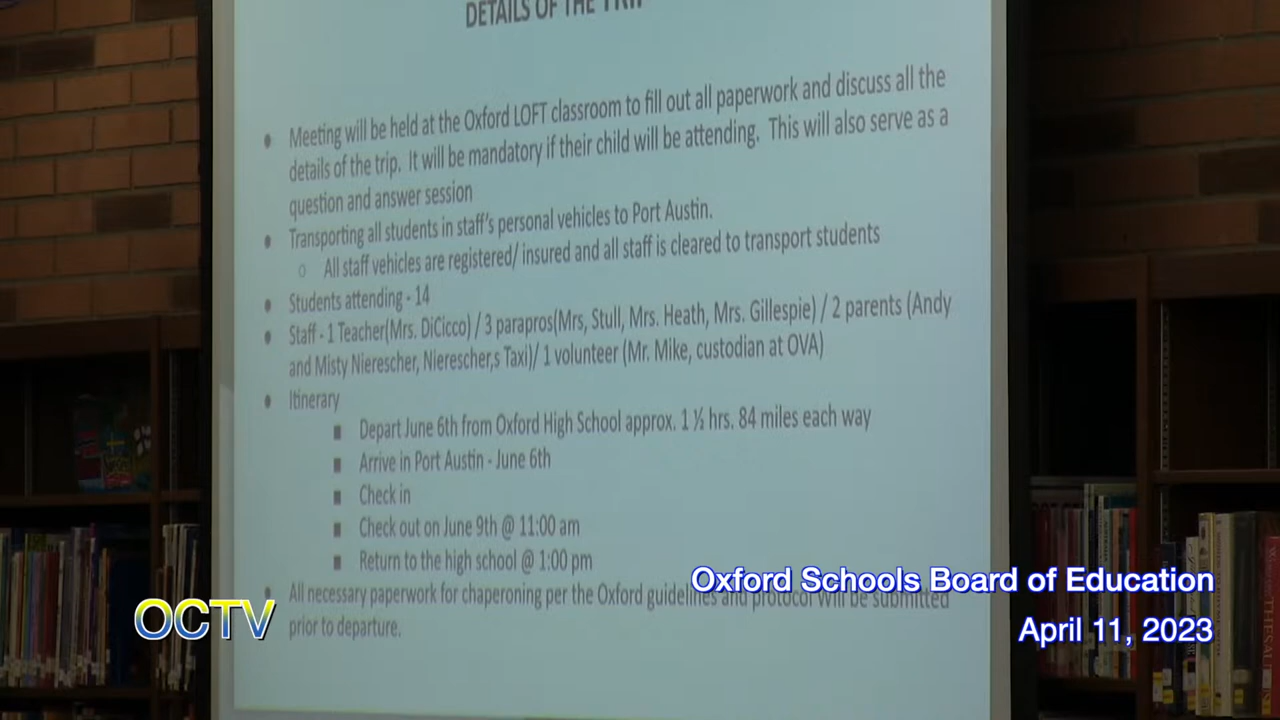 DETAILS OF THE TRIP
• Meeting will be held at the Oxford LOFT classroom to fill out all paperwork and discuss all the
details of the trip. It will be mandatory if their child will be attending. This will also serve as a
question and answer session
• Transporting all students in staff's personal vehicles to Port Austin.
o All staff vehicles are registered/ insured and all staff is cleared to transport students
• Students attending - 14
• Staff - 1 Teacher(Mrs. DiCicco) / 3 parapros(Mrs, Stull, Mrs. Heath, Mrs. Gillespie) / 2 parents (Andy
and Misty Nierescher, Nierescher,s Taxi)/ 1 volunteer (Mr. Mike, custodian at OVA)
• Itinerary
■ Depart June 6th from Oxford High School approx. 1 ½ hrs. 84 miles each way
■ Arrive in Port Austin - June 6th
■ Check in
■ Check out on June 9th @ 11:00 am
■ Return to the high school @ 1:00 pm
• All necessary paperwork for chaperoning per the Oxford guidelines and protocol will be submitted
prior to departure.
Oxford Schools Board of Education
OCTV
April 11, 2023